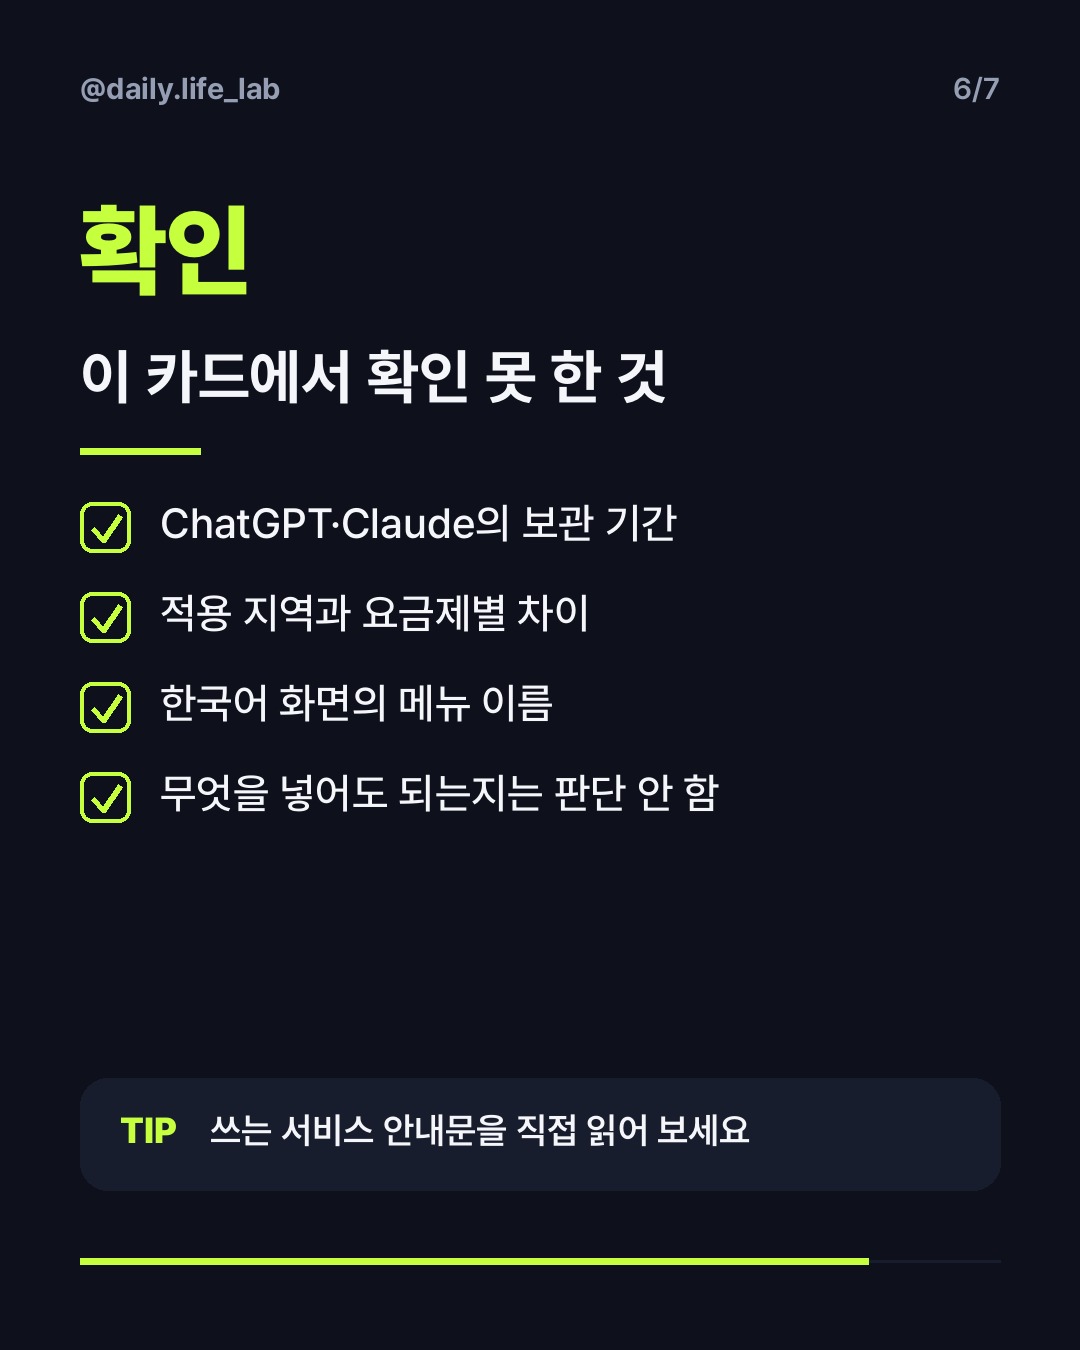 @daily.life_lab
6/7
확인
이 카드에서 확인 못 한 것
ChatGPT·Claude의 보관 기간
적용 지역과 요금제별 차이
한국어 화면의 메뉴 이름
무엇을 넣어도 되는지는 판단 안 함
TIP 쓰는 서비스 안내문을 직접 읽어 보세요